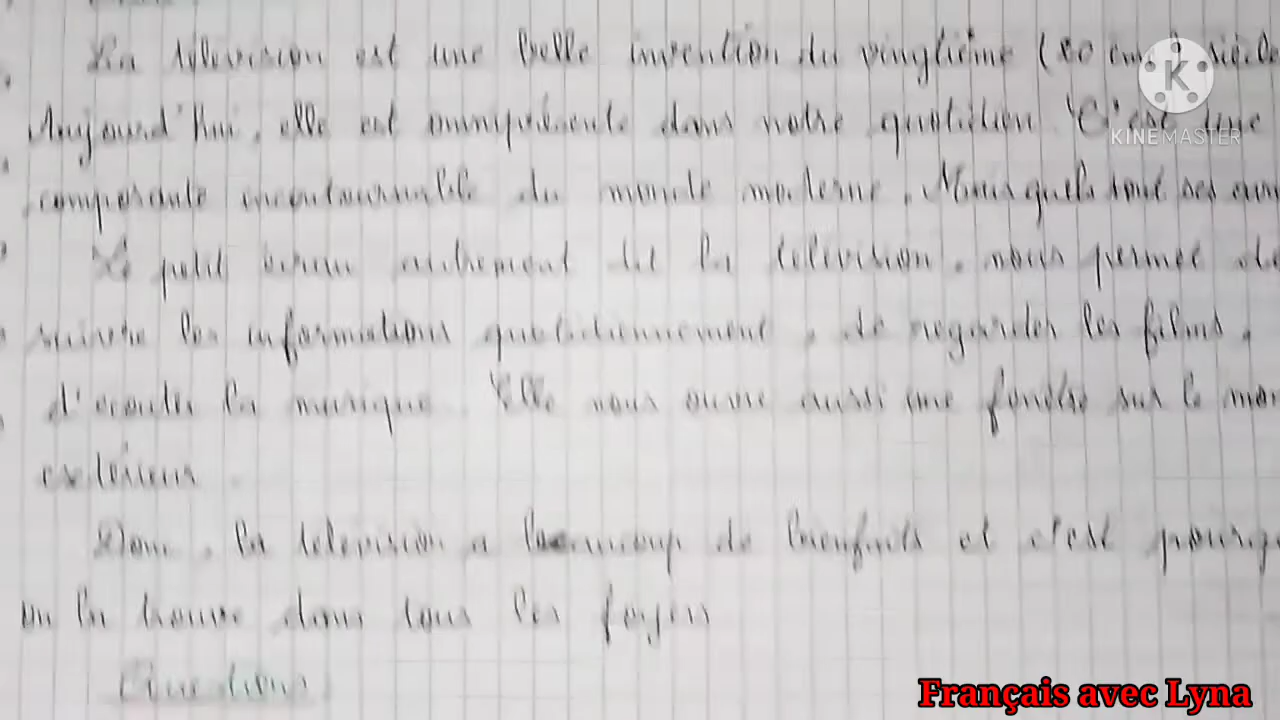 La télévision est une belle invention du vingtième (20 ème) siècle
Aujourd'hui, elle est omniprésente dans notre quotidien. C'est une
KINEMASTER
composante incontournable du monde moderne. Mais quels sont ses
Le petit écran autrement dit la télévision, nous permet de
suivre les informations quotidiennement, de regarder les films,
d'écouter la musique. Elle nous ouvre aussi une fenêtre sur le mon
extérieur.
Donc, la télévision a beaucoup de bienfaits et c'est pourqu
on la trouve dans tous les foyers
Questions
Français avec Lyna